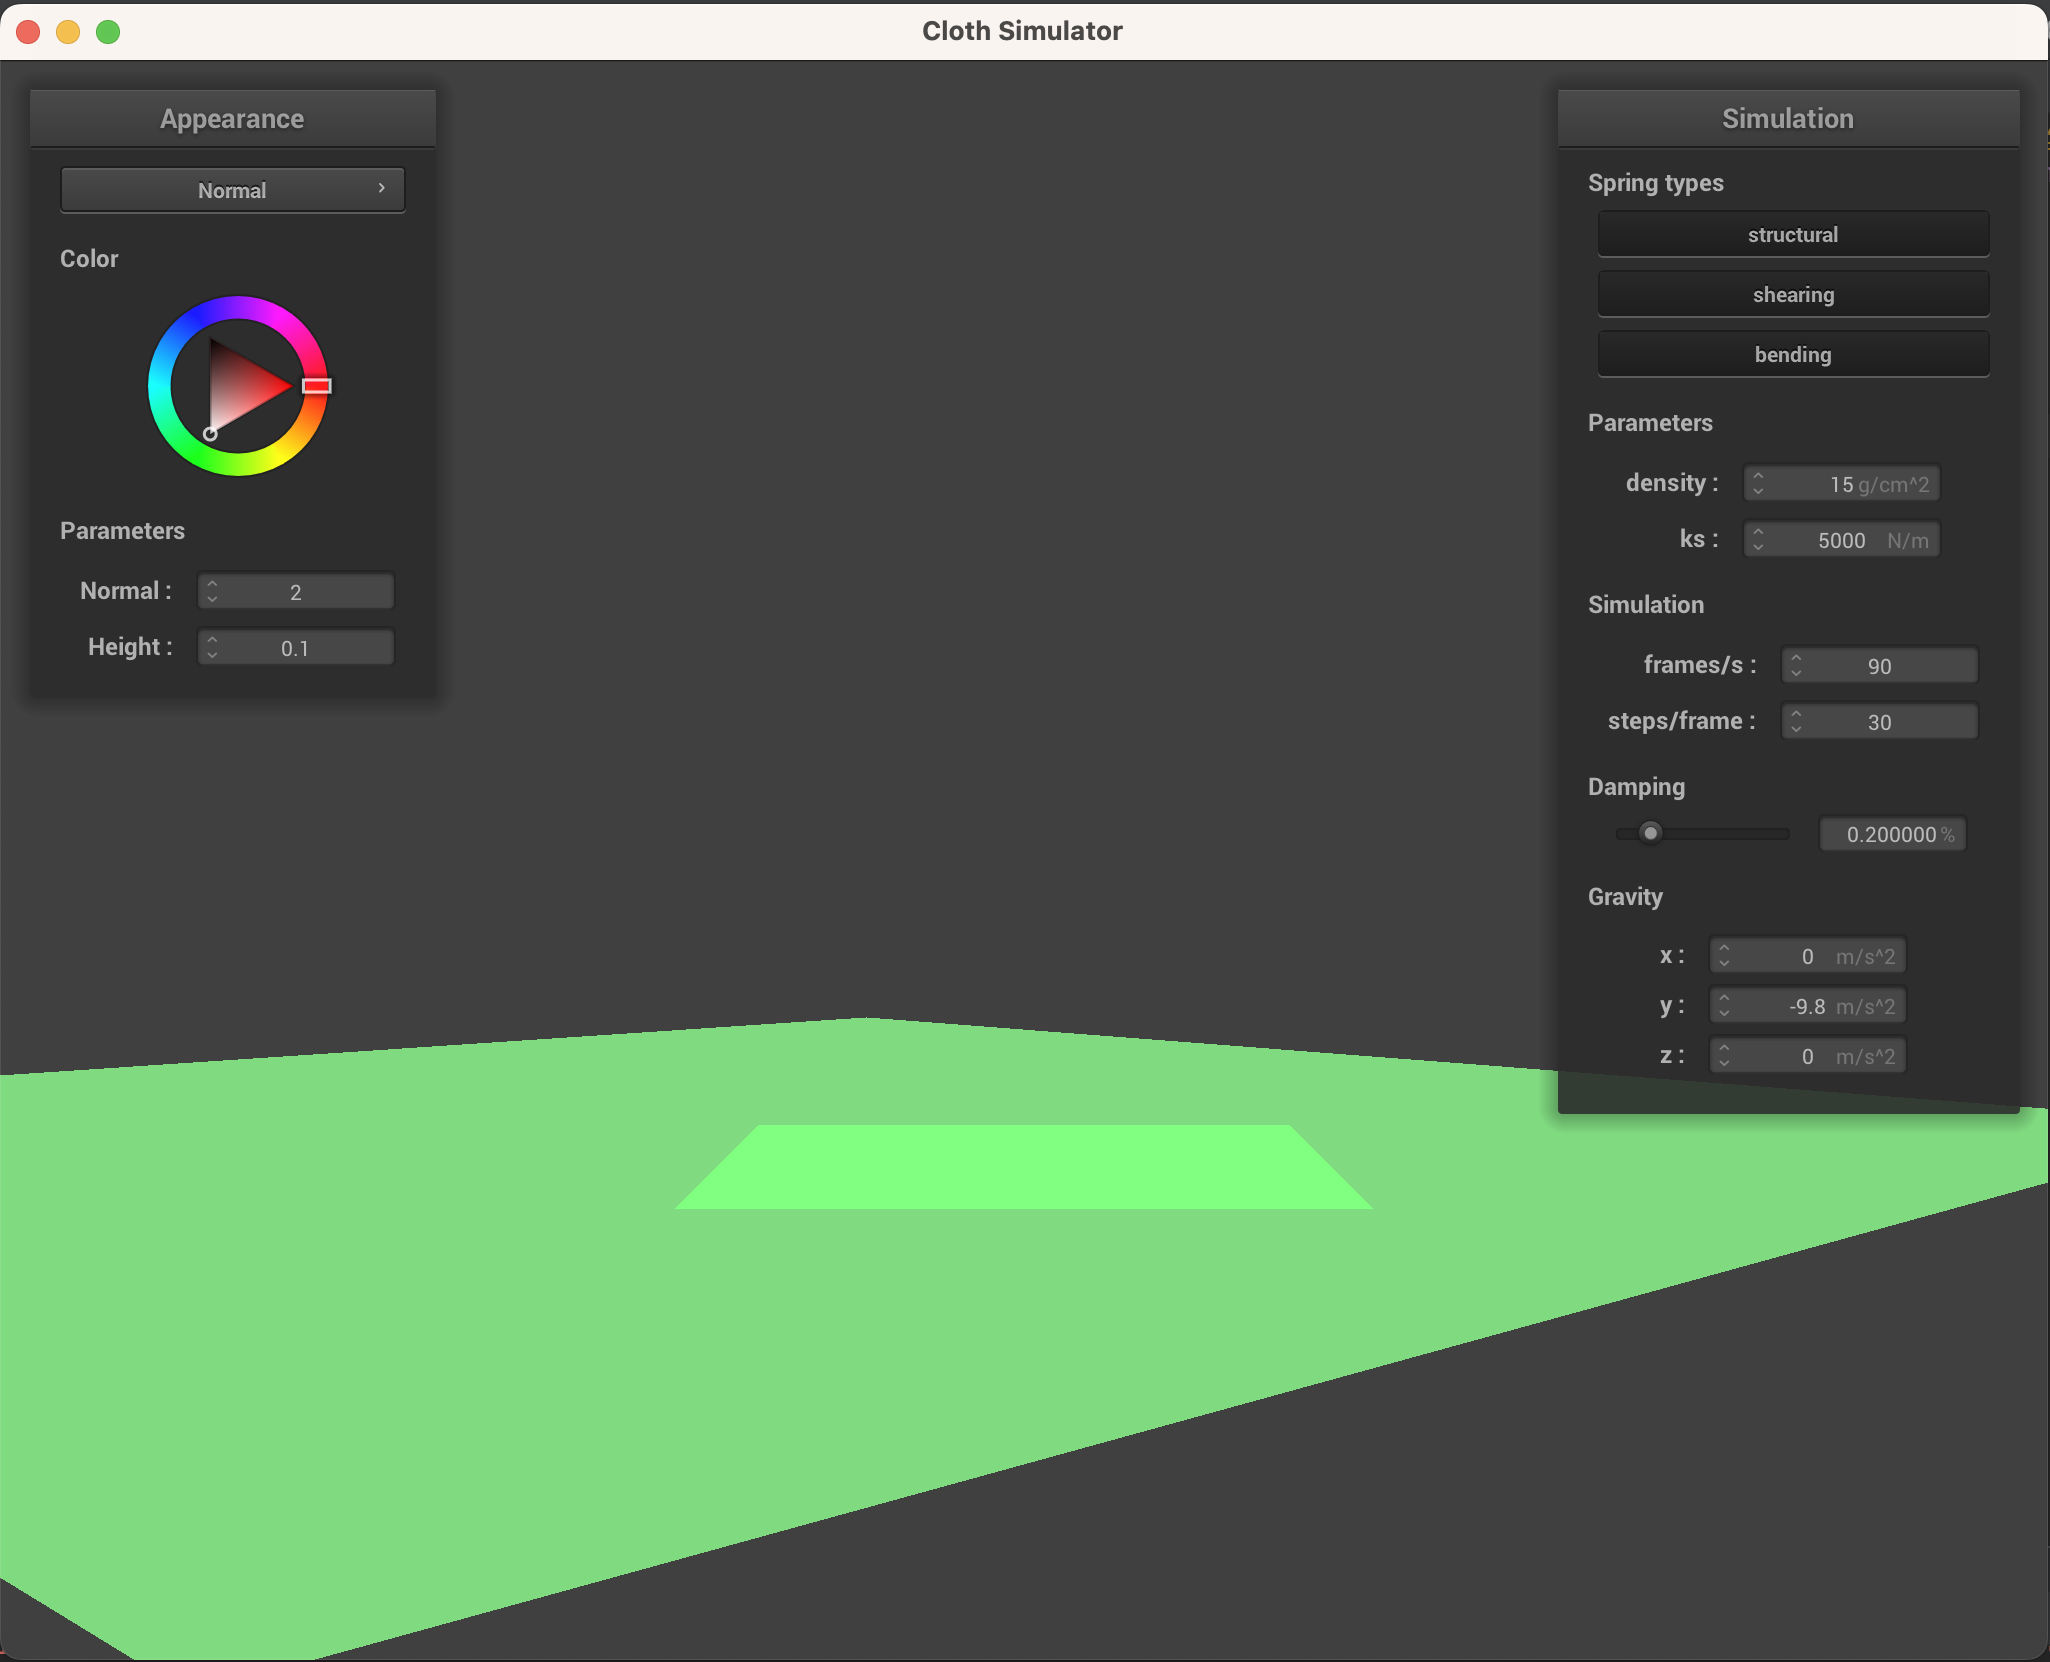 Cloth Simulator
Appearance
Normal
Color
Parameters
Normal : 2
Height : 0.1
Simulation
Spring types
structural
shearing
bending
Parameters
density : 15 g/cm^2
ks : 5000 N/m
Simulation
frames/s : 90
steps/frame : 30
Damping
0.200000 %
Gravity
x : 0 m/s^2
y : -9.8 m/s^2
z : 0 m/s^2